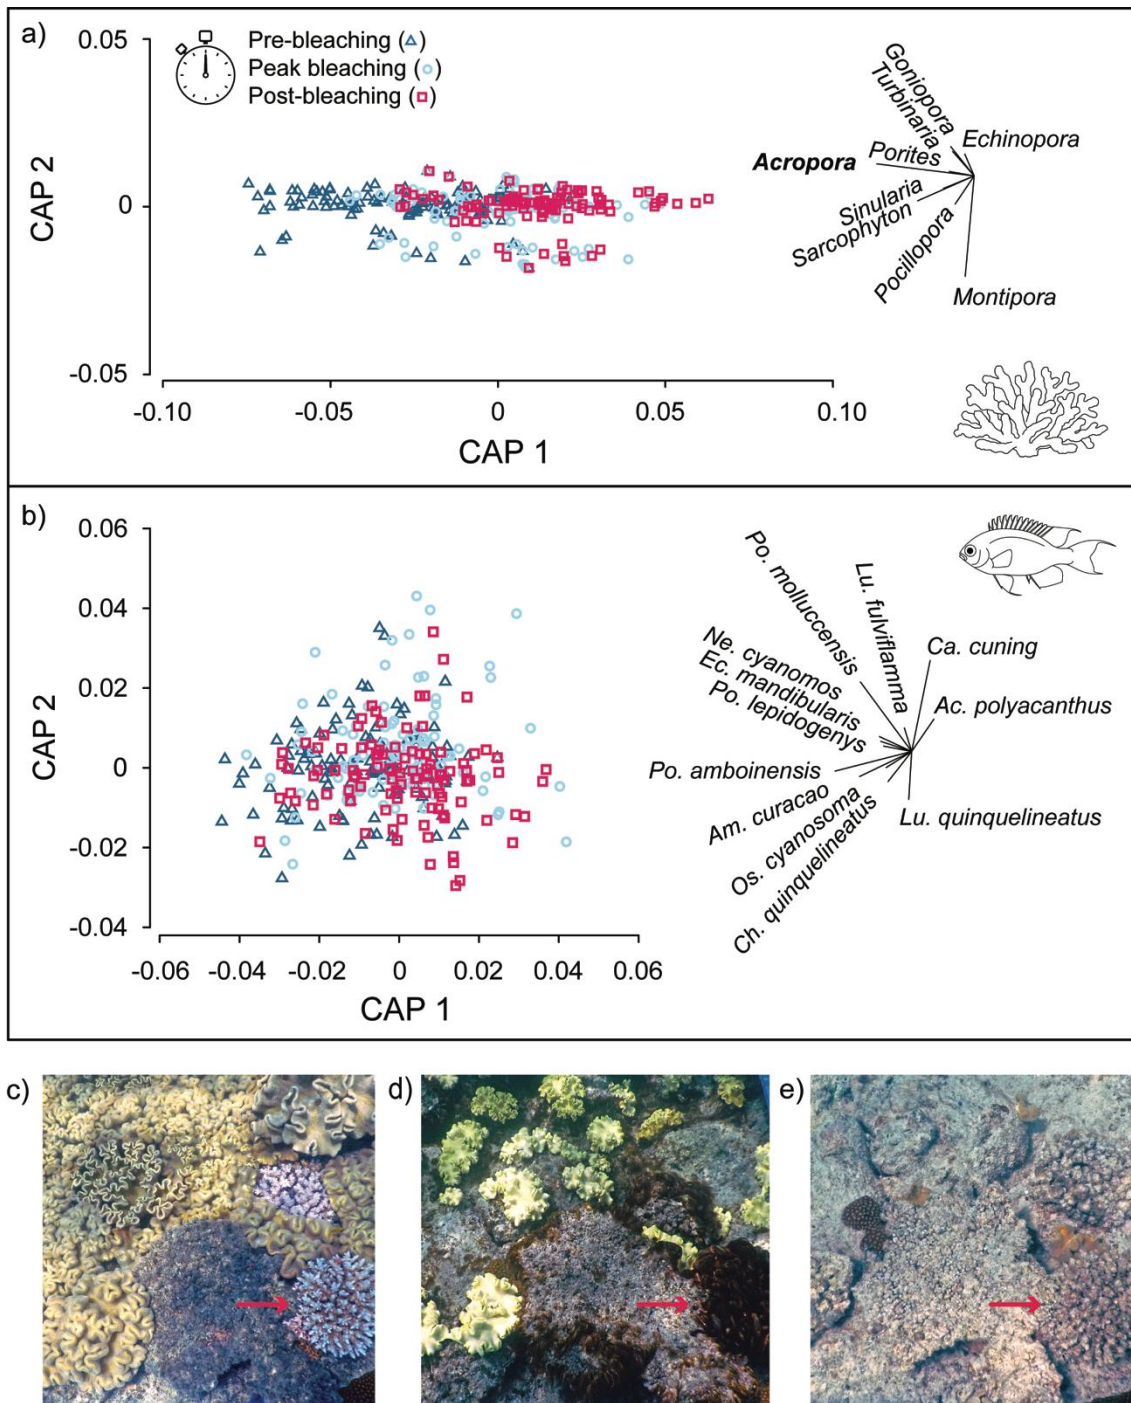 a)
Pre-bleaching (△)
Peak bleaching (○)
Post-bleaching (□)
0.05
0
-0.05
CAP 2
-0.10
-0.05
0
0.05
0.10
CAP 1
Goniopora
Turbinaria
Echinopora
Porites
Acropora
Sinularia
Sarcophyton
Pocillopora
Montipora
b)
0.06
0.04
0.02
0
-0.02
-0.04
CAP 2
-0.06
-0.04
-0.02
0
0.02
0.04
0.06
CAP 1
Po. molluccensis
Lu. fulviflamma
Ca. cuning
Ne. cyanomos
Ec. mandibularis
Po. lepidogenys
Ac. polyacanthus
Po. amboinensis
Am. curacao
Os. cyanosoma
Ch. quinquelineatus
Lu. quinquelineatus
c)
d)
e)